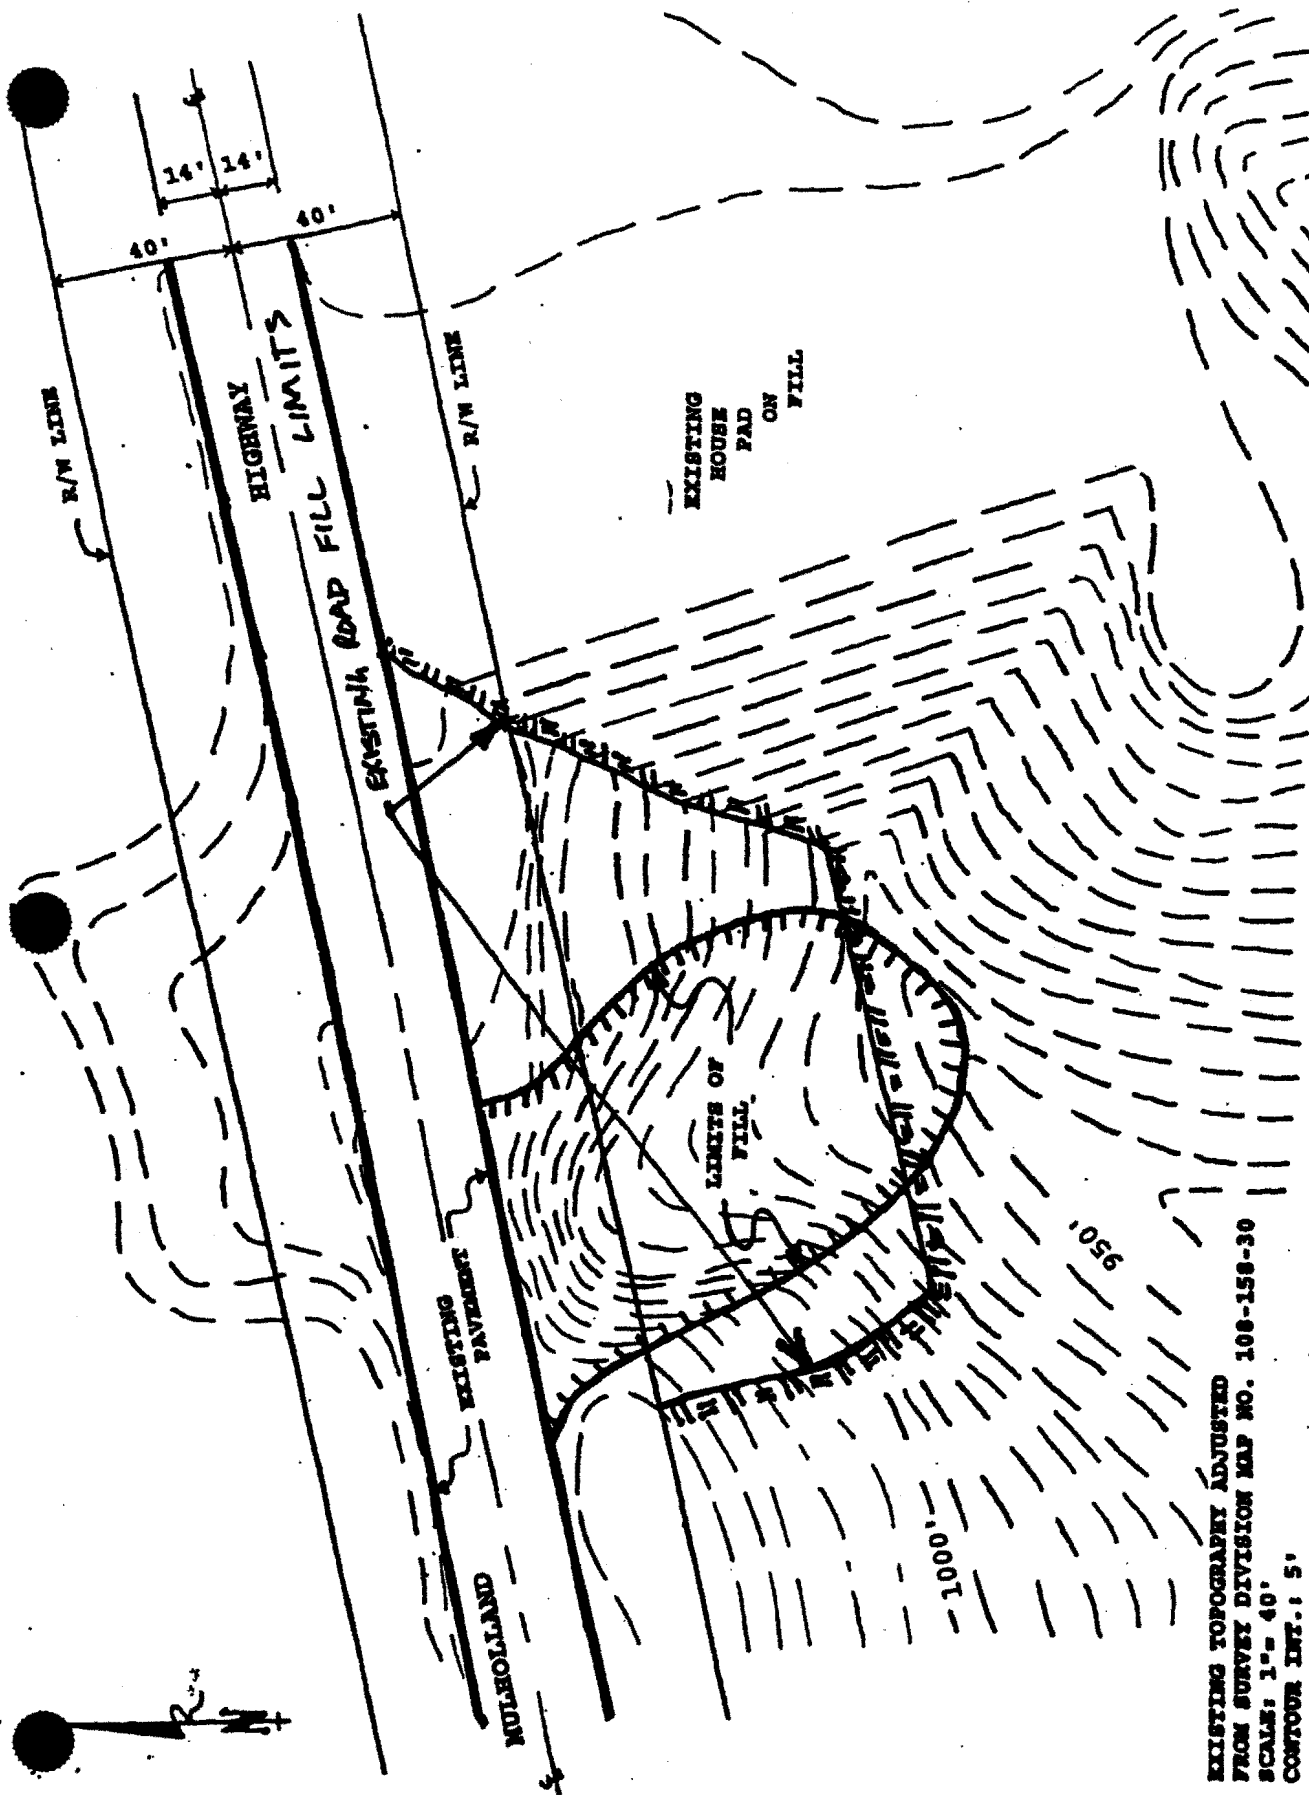 14'
14'
40'
40'
R/W LINE
HIGHWAY
EXISTING ROAD FILL LIMITS
R/W LINE
EXISTING
HOUSE
PAD
ON
FILL
LIMITS OF
FILL
EXISTING
PAVEMENT
MULHOLLAND
950'
1000'
EXISTING TOPOGRAPHY ADJUSTED
FROM SURVEY DIVISION MAP NO. 108-158-30
SCALE: 1"= 40'
CONTOUR INT.: 5'